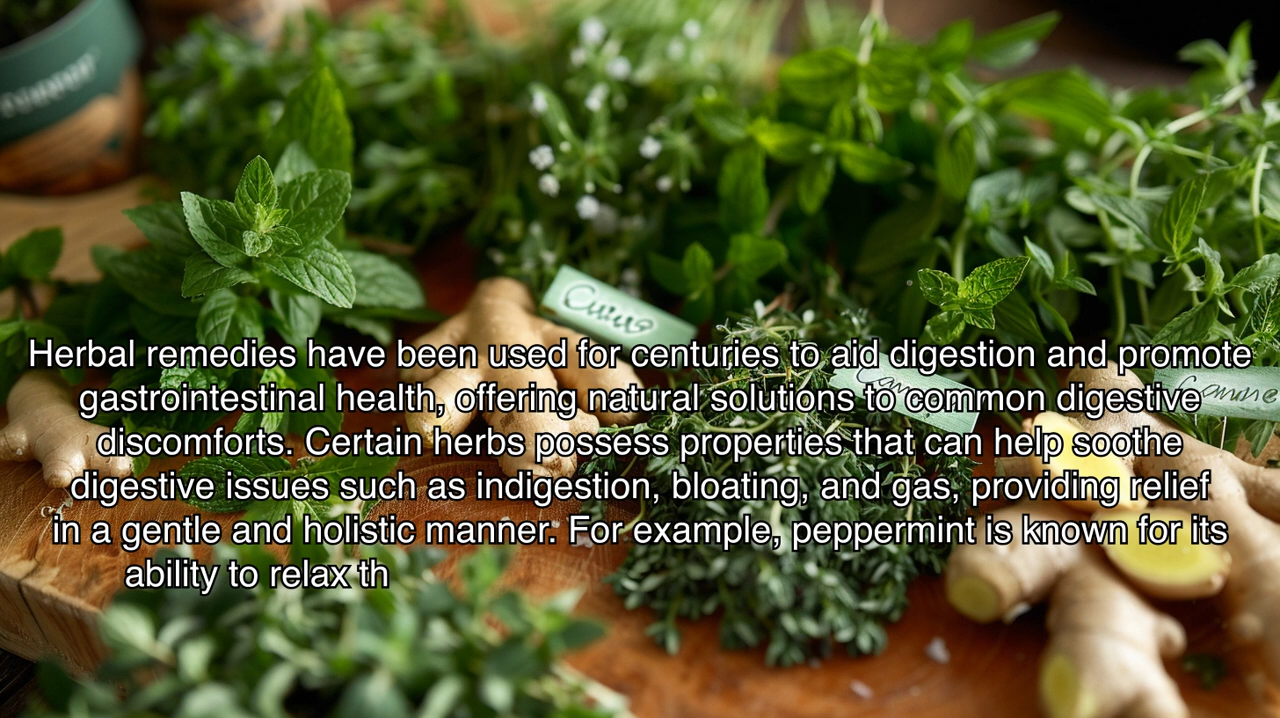 Herbal remedies have been used for centuries to aid digestion and promote
gastrointestinal health, offering natural solutions to common digestive
discomforts. Certain herbs possess properties that can help soothe
digestive issues such as indigestion, bloating, and gas, providing relief
in a gentle and holistic manner. For example, peppermint is known for its
ability to relax th